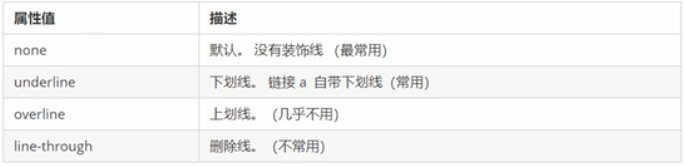 属性值 描述
none 默认。没有装饰线 （最常用）
underline 下划线。链接 a 自带下划线（常用）
overline 上划线。（几乎不用）
line-through 删除线。（不常用）